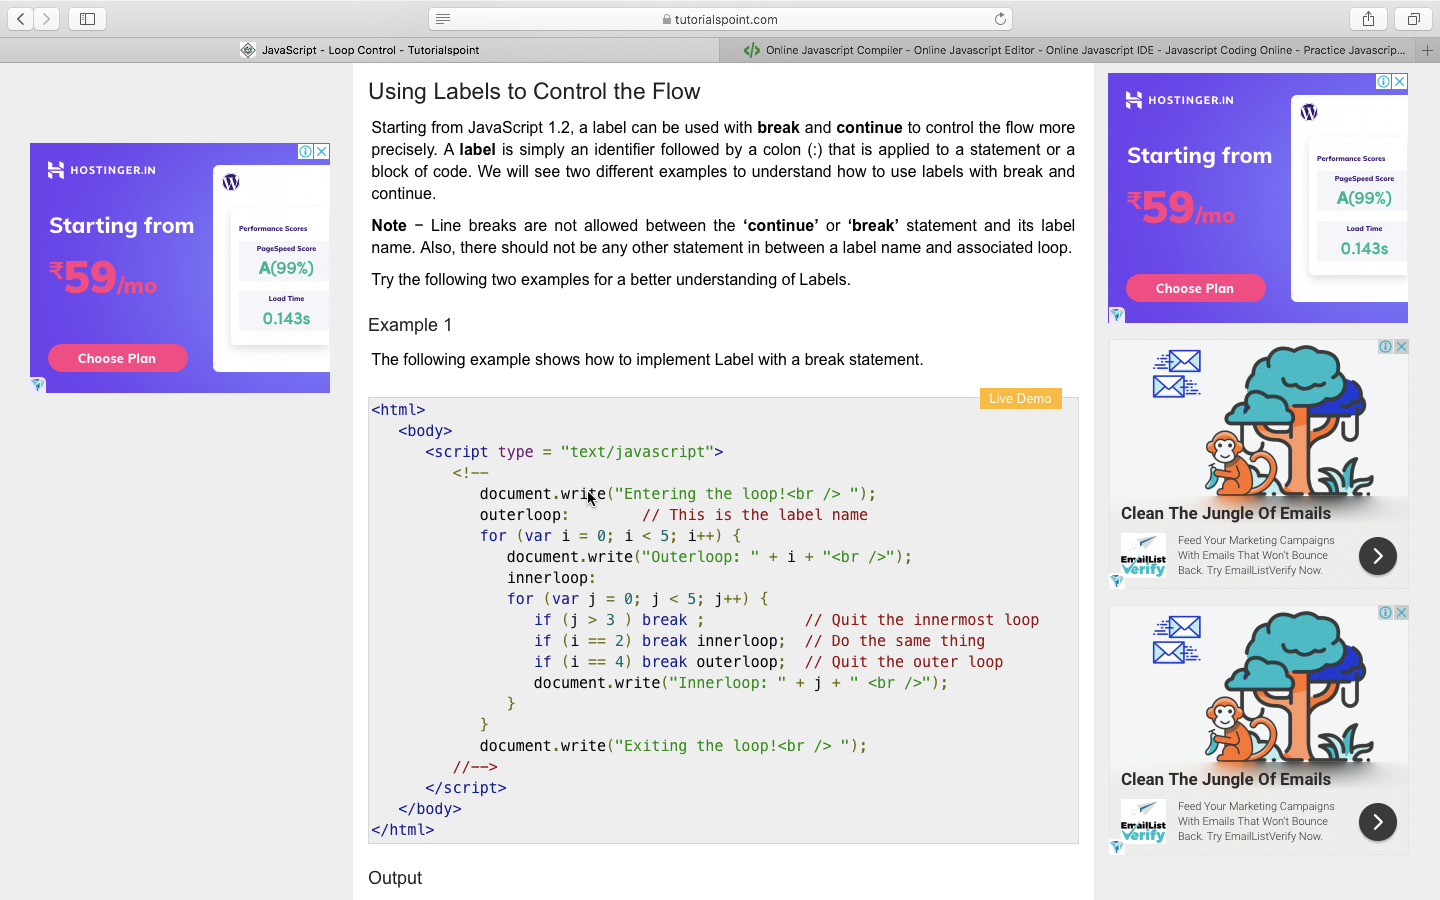 tutorialspoint.com
JavaScript - Loop Control - Tutorialspoint
Online Javascript Compiler - Online Javascript Editor - Online Javascript IDE - Javascript Coding Online - Practice Javascrip...
Using Labels to Control the Flow
Starting from JavaScript 1.2, a label can be used with break and continue to control the flow more
precisely. A label is simply an identifier followed by a colon (:) that is applied to a statement or a
block of code. We will see two different examples to understand how to use labels with break and
continue.
Note − Line breaks are not allowed between the ‘continue’ or ‘break’ statement and its label
name. Also, there should not be any other statement in between a label name and associated loop.
Try the following two examples for a better understanding of Labels.
Example 1
The following example shows how to implement Label with a break statement.
Live Demo
<html>
   <body>
      <script type = "text/javascript">
         <!--
            document.write("Entering the loop!<br /> ");
            outerloop:        // This is the label name
            for (var i = 0; i < 5; i++) {
               document.write("Outerloop: " + i + "<br />");
               innerloop:
               for (var j = 0; j < 5; j++) {
                  if (j > 3 ) break ;           // Quit the innermost loop
                  if (i == 2) break innerloop;  // Do the same thing
                  if (i == 4) break outerloop;  // Quit the outer loop
                  document.write("Innerloop: " + j + " <br />");
               }
            }
            document.write("Exiting the loop!<br /> ");
         //-->
      </script>
   </body>
</html>
Output
HOSTINGER.IN
Starting from
₹59/mo
Choose Plan
Performance Scores
PageSpeed Score
A(99%)
Load Time
0.143s
HOSTINGER.IN
Starting from
₹59/mo
Choose Plan
Performance Scores
PageSpeed Score
A(99%)
Load Time
0.143s
Clean The Jungle Of Emails
EmailList
Verify
Feed Your Marketing Campaigns
With Emails That Won't Bounce
Back. Try EmailListVerify Now.
Clean The Jungle Of Emails
EmailList
Verify
Feed Your Marketing Campaigns
With Emails That Won't Bounce
Back. Try EmailListVerify Now.